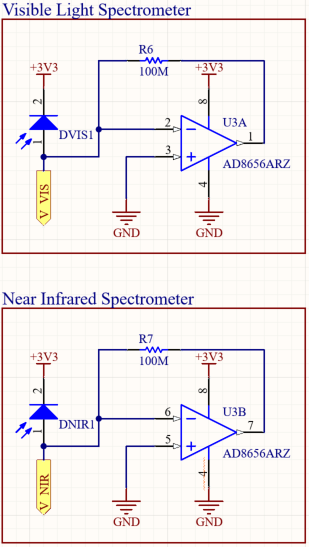 Visible Light Spectrometer
R6
+3V3
100M
+3V3
2
8
DVIS1
2
U3A
1
1
3
AD8656ARZ
4
V_VIS
GND
GND
Near Infrared Spectrometer
R7
+3V3
100M
+3V3
2
8
DNIR1
6
U3B
7
1
5
AD8656ARZ
4
V_NIR
GND
GND